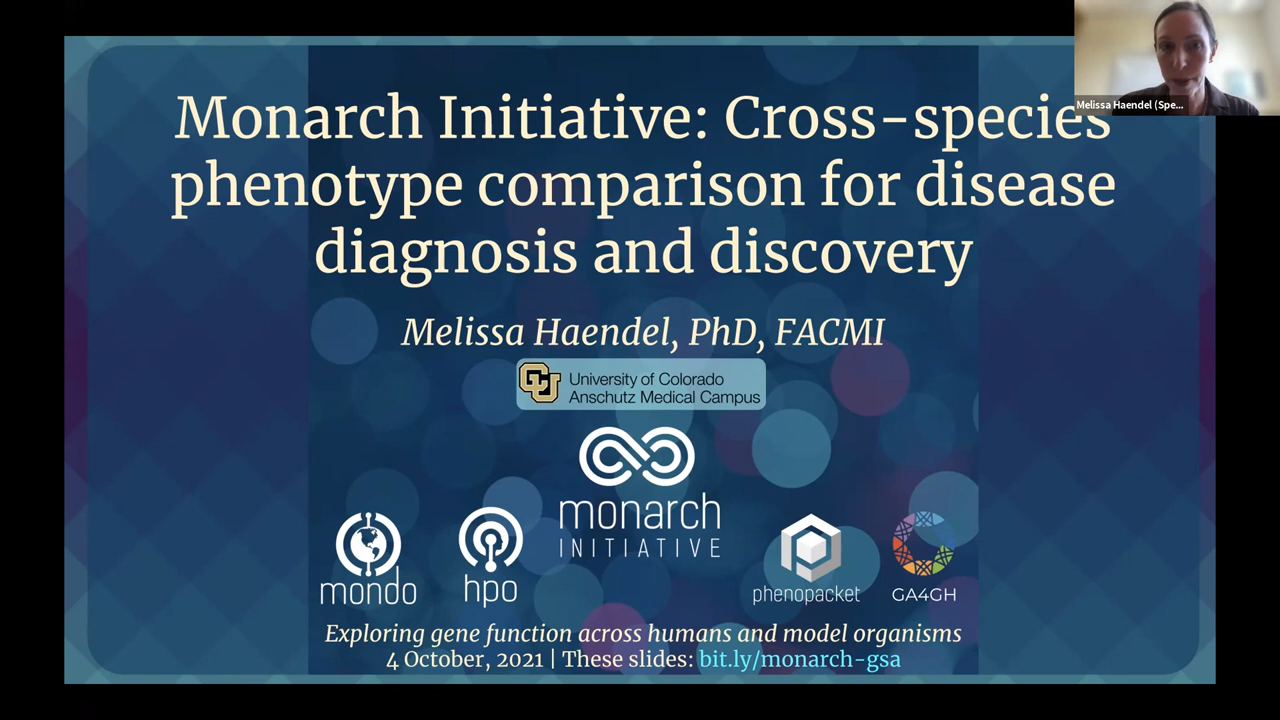 Monarch Initiative: Cross-species
phenotype comparison for disease
diagnosis and discovery
Melissa Haendel (Spe...
Melissa Haendel, PhD, FACMI
CU
University of Colorado
Anschutz Medical Campus
monarch
INITIATIVE
mondo
hpo
phenopacket
GA4GH
Exploring gene function across humans and model organisms
4 October, 2021 | These slides: bit.ly/monarch-gsa